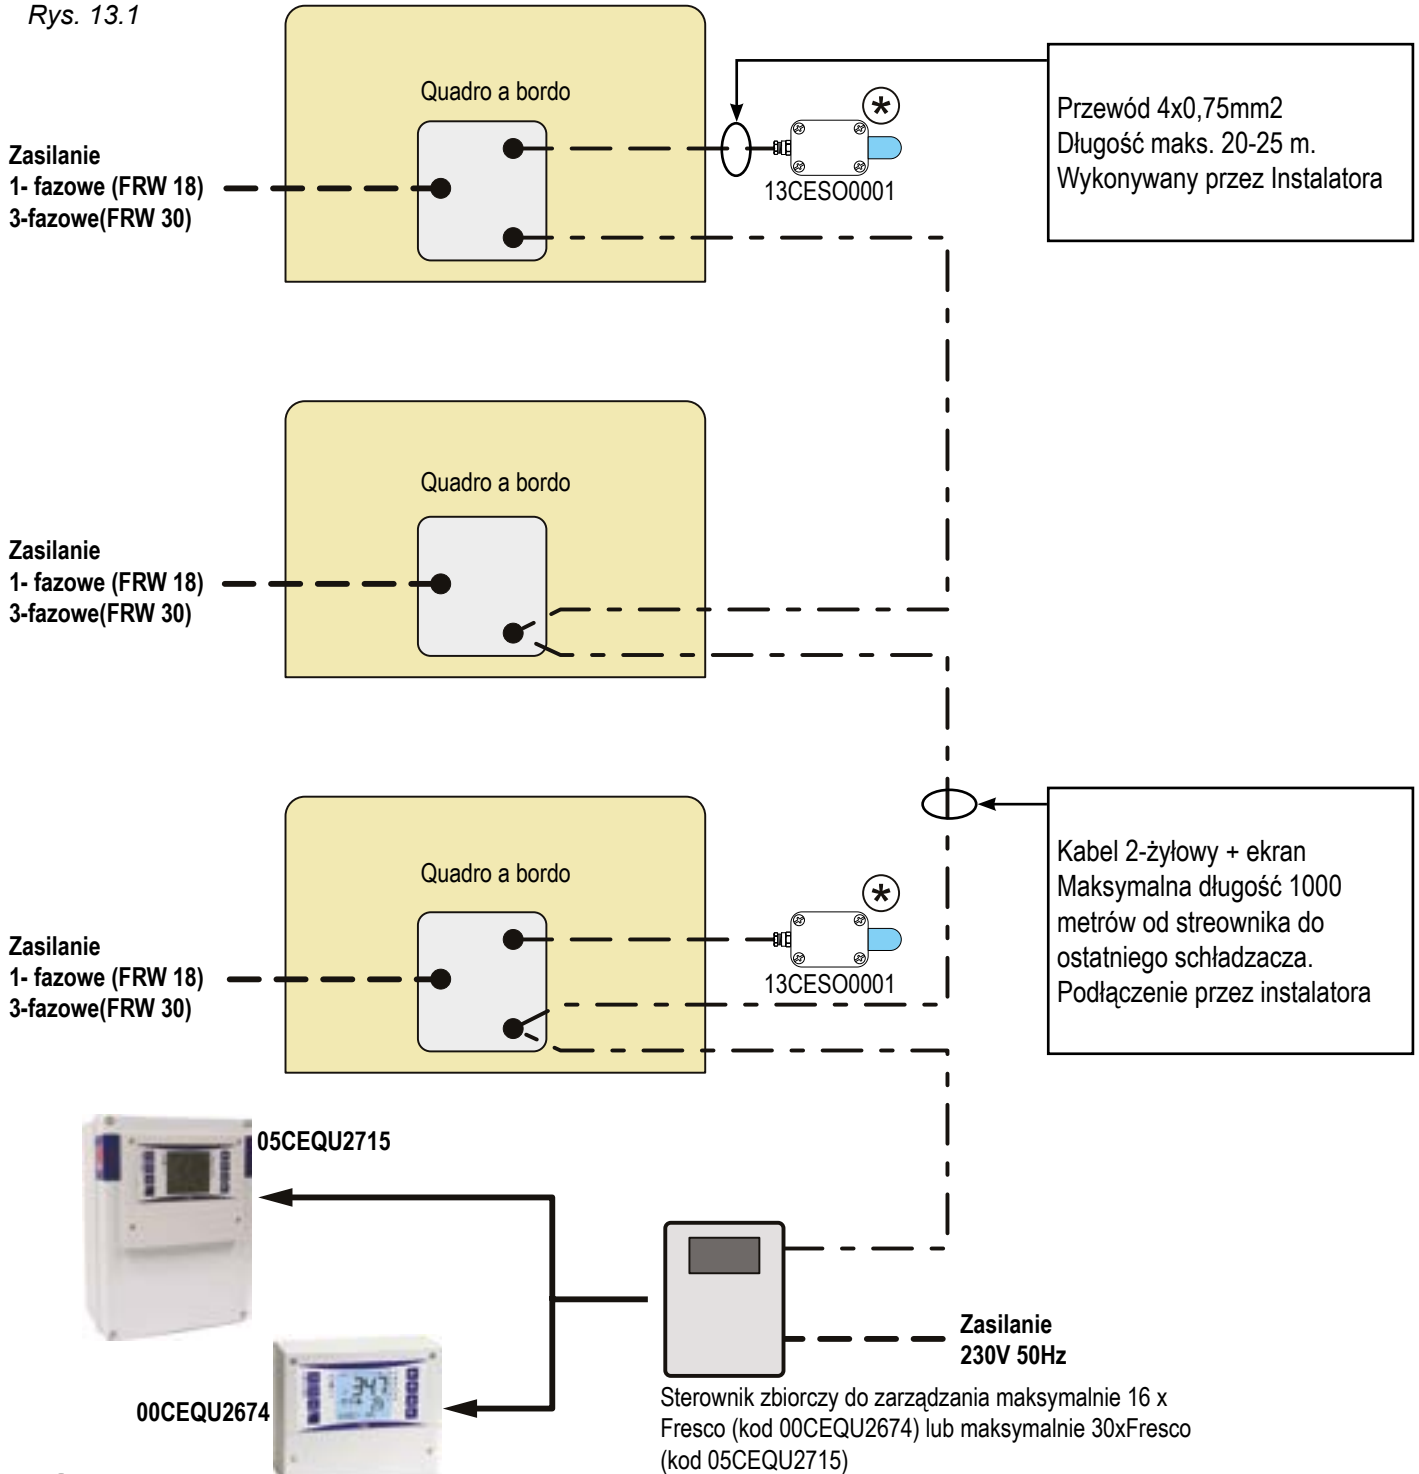 Rys. 13.1
Quadro a bordo
Zasilanie
1- fazowe (FRW 18)
3-fazowe(FRW 30)
*
13CESO0001
Przewód 4x0,75mm2
Długość maks. 20-25 m.
Wykonywany przez Instalatora
Quadro a bordo
Zasilanie
1- fazowe (FRW 18)
3-fazowe(FRW 30)
Quadro a bordo
Zasilanie
1- fazowe (FRW 18)
3-fazowe(FRW 30)
*
13CESO0001
Kabel 2-żyłowy + ekran
Maksymalna długość 1000
metrów od streownika do
ostatniego schładzacza.
Podłączenie przez instalatora
05CEQU2715
00CEQU2674
Zasilanie
230V 50Hz
Sterownik zbiorczy do zarządzania maksymalnie 16 x
Fresco (kod 00CEQU2674) lub maksymalnie 30xFresco
(kod 05CEQU2715)